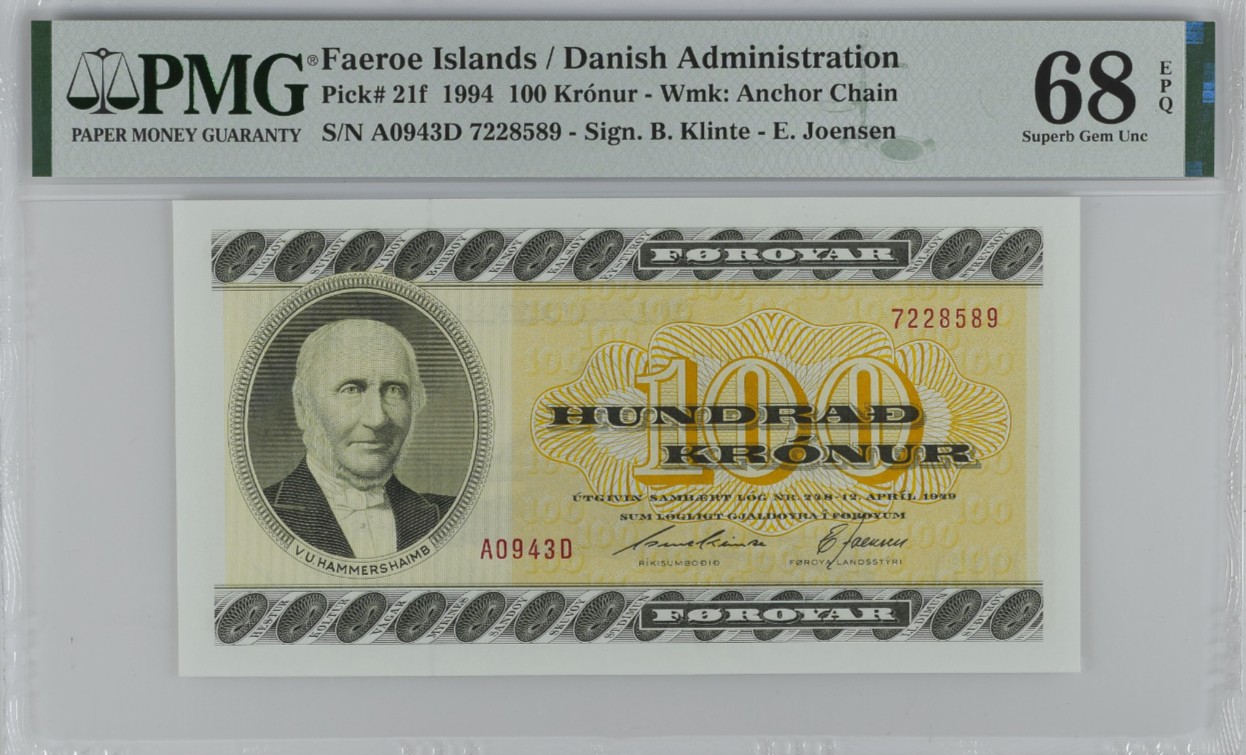 PMG®
PAPER MONEY GUARANTY
Faeroe Islands / Danish Administration
Pick# 21f 1994 100 Krónur - Wmk: Anchor Chain
S/N A0943D 7228589 - Sign. B. Klinte - E. Joensen
68
EPQ
Superb Gem Unc
FØROYAR
7228589
100
HUNDRAÐ
KRÓNUR
ÚTGIVIN SAMHÆRT LÓG NR. 248-12. APRÍL 1949
SUM LÓGLIGT GJALDOYRA Í FØROYUM
A0943D
RÍKISUMBOÐIÐ
FØROYA LANDSSTÝRI
V U HAMMERSHAIMB
FØROYAR